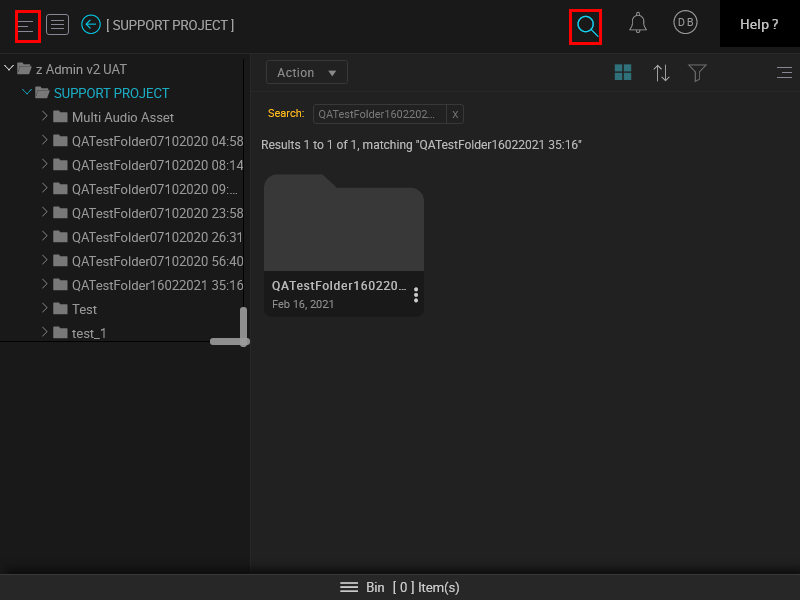 [ SUPPORT PROJECT ]
DB
Help ?
z Admin v2 UAT
SUPPORT PROJECT
Multi Audio Asset
QATestFolder07102020 04:58
QATestFolder07102020 08:14
QATestFolder07102020 09:...
QATestFolder07102020 23:58
QATestFolder07102020 26:31
QATestFolder07102020 56:40
QATestFolder16022021 35:16
Test
test_1
Action
Search: QATestFolder1602202... x
Results 1 to 1 of 1, matching "QATestFolder16022021 35:16"
QATestFolder160220...
Feb 16, 2021
Bin [ 0 ] Item(s)